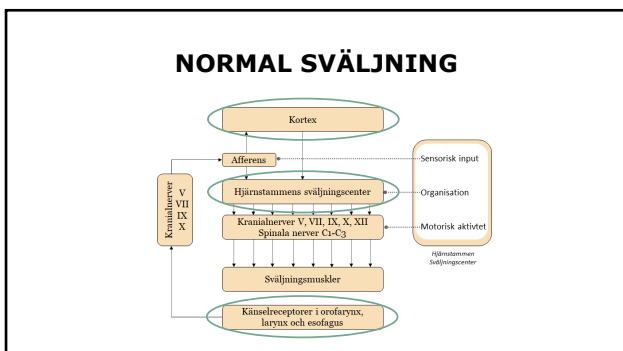 NORMAL SVÄLJNING
Kortex
Afferens
Sensorisk input
Kranialnerver
V
VII
IX
X
Hjärnstammens sväljningscenter
Organisation
Kranialnerver V, VII, IX, X, XII
Spinala nerver C1-C3
Motorisk aktivtet
Hjärnstammen
Sväljningscenter
Sväljningsmuskler
Känselreceptorer i orofarynx,
larynx och esofagus